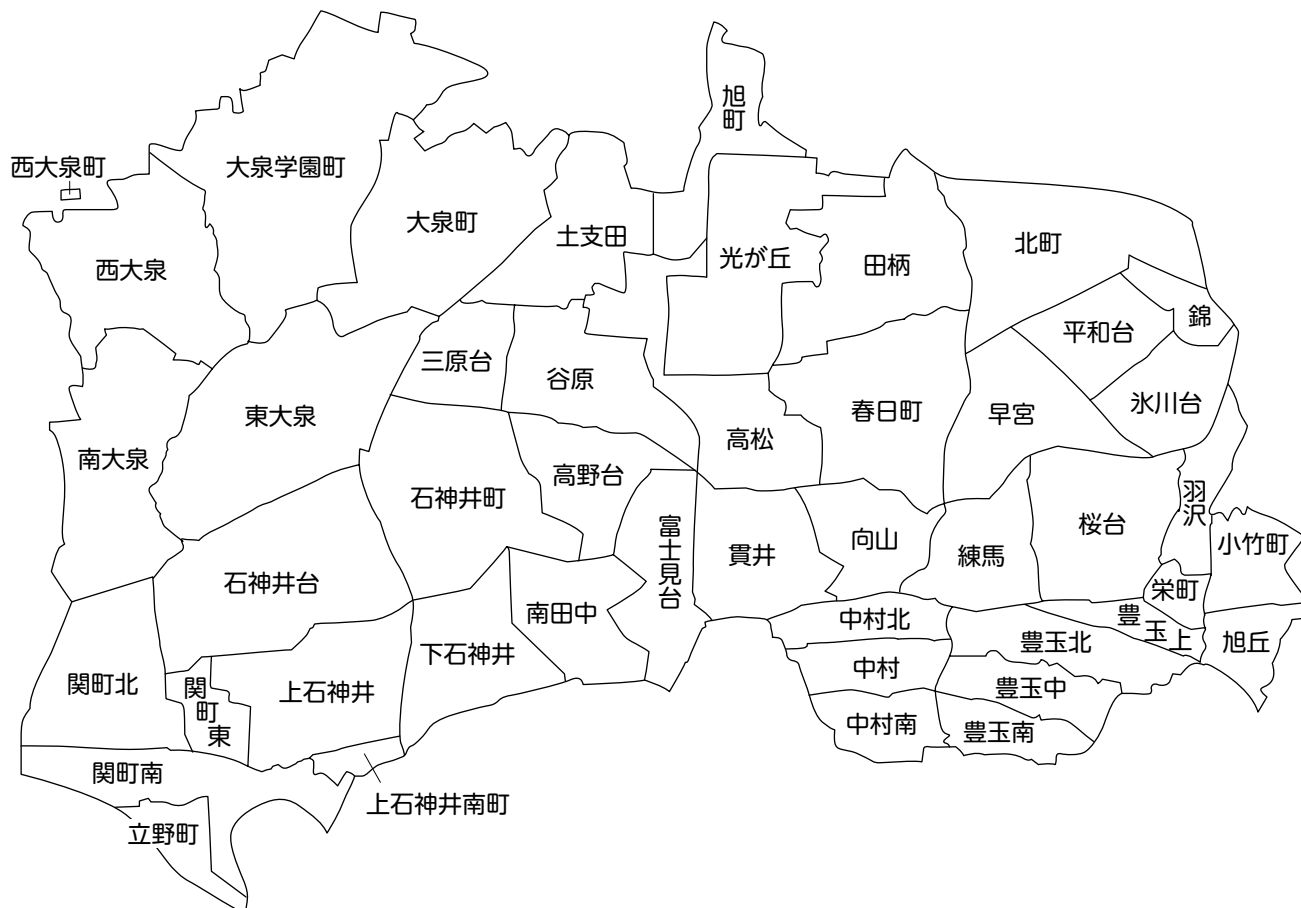 旭町
西大泉町
大泉学園町
大泉町
土支田
光が丘
田柄
北町
西大泉
錦
平和台
三原台
谷原
氷川台
東大泉
春日町
早宮
高松
南大泉
高野台
石神井町
羽沢
富士見台
桜台
小竹町
貫井
向山
練馬
石神井台
栄町
南田中
中村北
豊玉上
豊玉北
旭丘
下石神井
中村
関町北
関町東
上石神井
豊玉中
中村南
豊玉南
関町南
上石神井南町
立野町